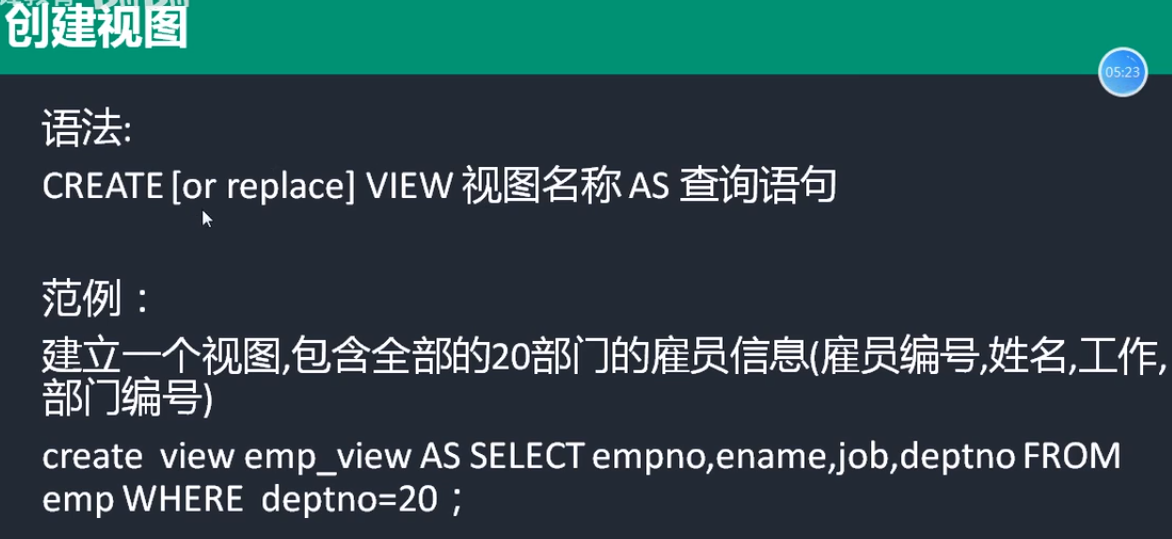 创建视图
05:23
语法:
CREATE [or replace] VIEW 视图名称 AS 查询语句
范例：
建立一个视图,包含全部的20部门的雇员信息(雇员编号,姓名,工作,
部门编号)
create  view emp_view AS SELECT empno,ename,job,deptno FROM
emp WHERE  deptno=20；